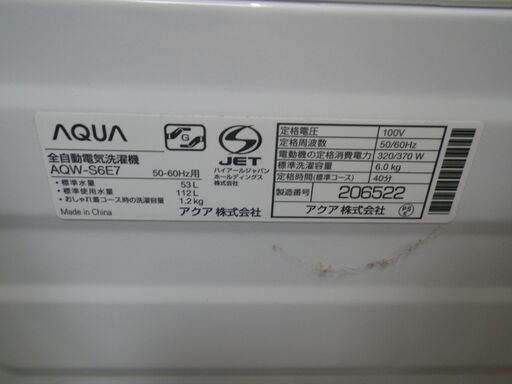 AQUA
G
S
JET
全自動電気洗濯機
AQW-S6E7
50-60Hz用
ハイアールジャパン
ホールディングス
株式会社
・標準水量 53L
・標準使用水量 112L
・おしゃれ着コース時の洗濯容量 1.2kg
Made in China
アクア株式会社
定格電圧 100V
定格周波数 50/60Hz
電動機の定格消費電力 320/370 W
標準洗濯容量 6.0 kg
定格時間(標準コース) 40分
製造番号 206522
アクア 株式会社
PS
E